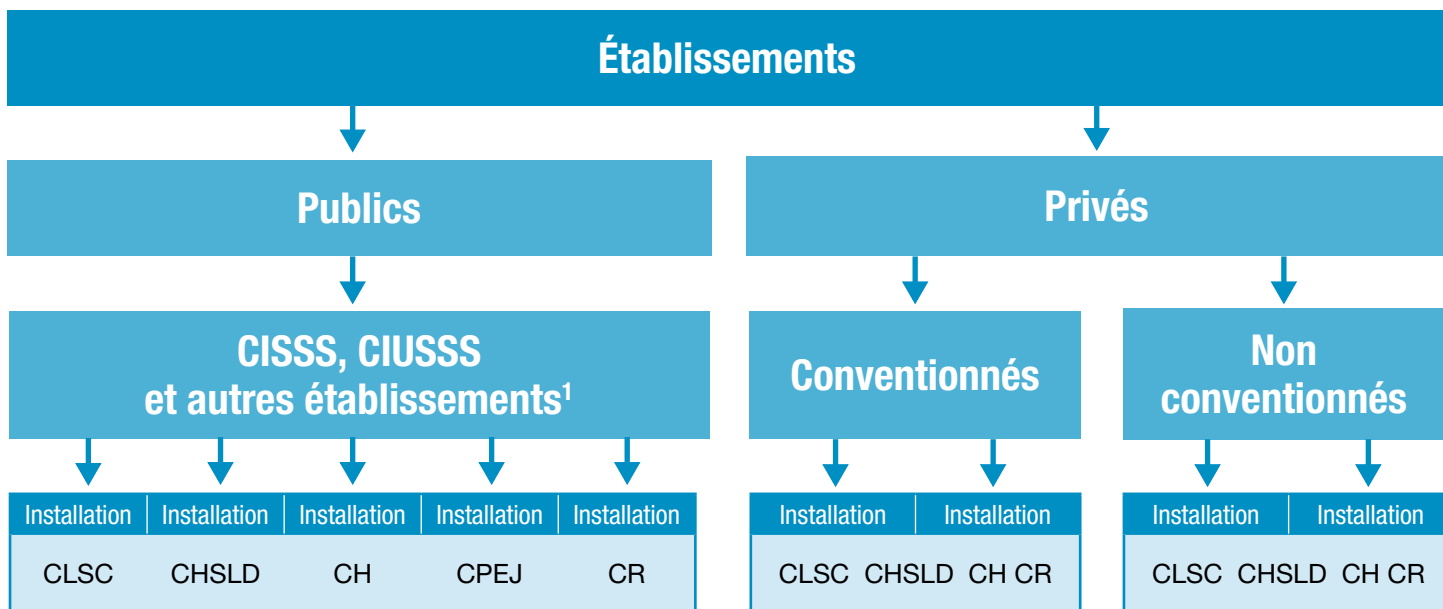 Établissements
Publics
Privés
CISSS, CIUSSS
et autres établissements¹
Conventionnés
Non
conventionnés
Installation Installation Installation Installation Installation
CLSC CHSLD CH CPEJ CR
Installation Installation
CLSC CHSLD CH CR
Installation Installation
CLSC CHSLD CH CR